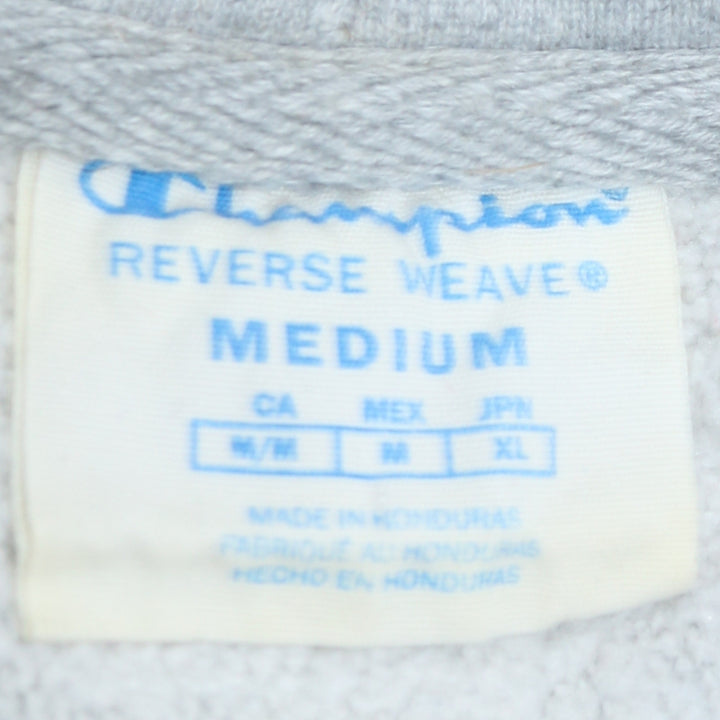 Champion
REVERSE WEAVE®
MEDIUM
CA MEX JPN
M/M M XL
MADE IN HONDURAS
FABRIQUÉ AU HONDURAS
HECHO EN HONDURAS